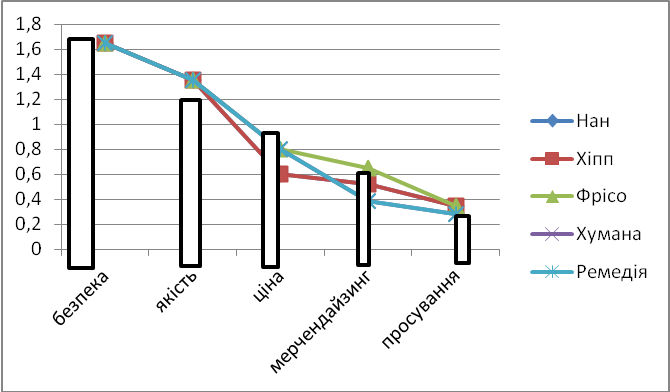 1,8
1,6
1,4
1,2
1
0,8
0,6
0,4
0,2
0
безпека
якість
ціна
мерчендайзинг
просування
Нан
Хіпп
Фрісо
Хумана
Ремедія